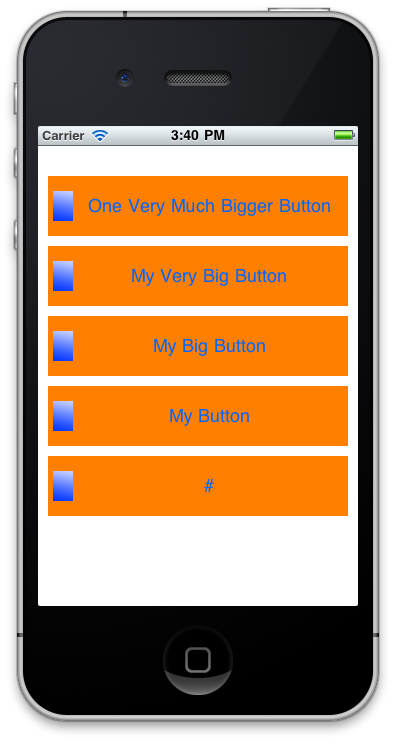 Carrier 3:40 PM
One Very Much Bigger Button
My Very Big Button
My Big Button
My Button
#